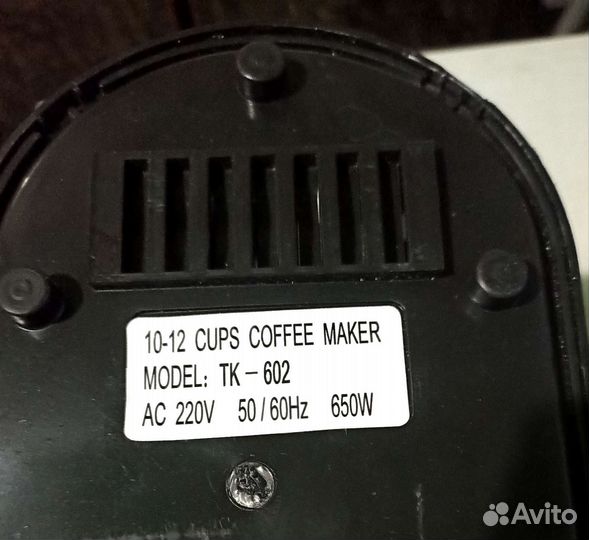 10-12 CUPS COFFEE MAKER
MODEL: TK-602
AC 220V 50/60Hz 650W
Avito